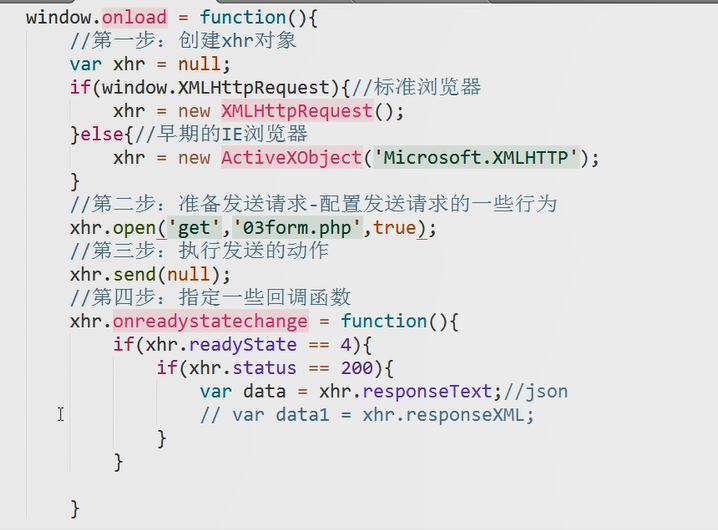 window.onload = function(){
//第一步：创建xhr对象
var xhr = null;
if(window.XMLHttpRequest){//标准浏览器
xhr = new XMLHttpRequest();
}else{//早期的IE浏览器
xhr = new ActiveXObject('Microsoft.XMLHTTP');
}
//第二步：准备发送请求-配置发送请求的一些行为
xhr.open('get','03form.php',true);
//第三步：执行发送的动作
xhr.send(null);
//第四步：指定一些回调函数
xhr.onreadystatechange = function(){
if(xhr.readyState == 4){
if(xhr.status == 200){
var data = xhr.responseText;//json
// var data1 = xhr.responseXML;
}
}
}